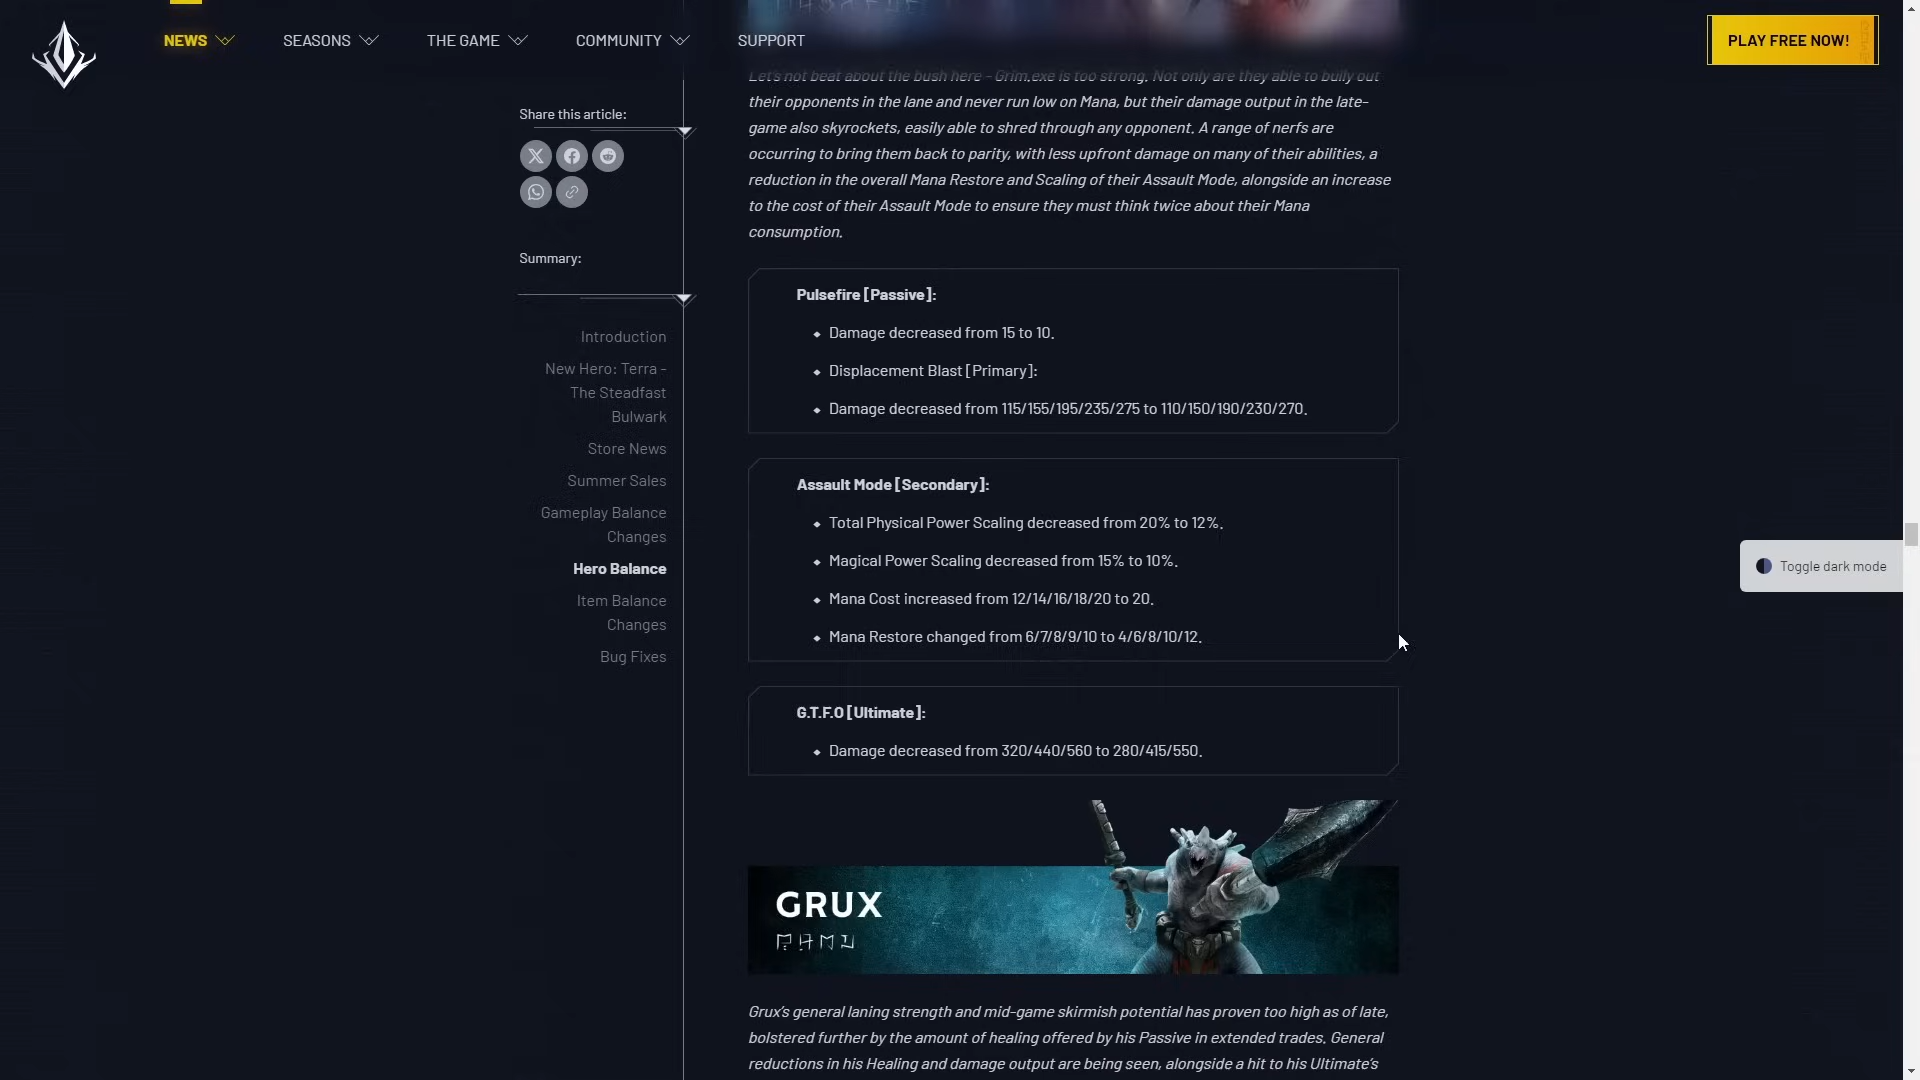 NEWS
SEASONS
THE GAME
COMMUNITY
SUPPORT
PLAY FREE NOW!
Share this article:
Summary:
Introduction
New Hero: Terra -
The Steadfast
Bulwark
Store News
Summer Sales
Gameplay Balance
Changes
Hero Balance
Item Balance
Changes
Bug Fixes
Let's not beat about the bush here - Grim.exe is too strong. Not only are they able to bully out
their opponents in the lane and never run low on Mana, but their damage output in the late-
game also skyrockets, easily able to shred through any opponent. A range of nerfs are
occurring to bring them back to parity, with less upfront damage on many of their abilities, a
reduction in the overall Mana Restore and Scaling of their Assault Mode, alongside an increase
to the cost of their Assault Mode to ensure they must think twice about their Mana
consumption.
Pulsefire [Passive]:
Damage decreased from 15 to 10.
Displacement Blast [Primary]:
Damage decreased from 115/155/195/235/275 to 110/150/190/230/270.
Assault Mode [Secondary]:
Total Physical Power Scaling decreased from 20% to 12%.
Magical Power Scaling decreased from 15% to 10%.
Mana Cost increased from 12/14/16/18/20 to 20.
Mana Restore changed from 6/7/8/9/10 to 4/6/8/10/12.
G.T.F.O [Ultimate]:
Damage decreased from 320/440/560 to 280/415/550.
GRUX
Grux's general laning strength and mid-game skirmish potential has proven too high as of late,
bolstered further by the amount of healing offered by his Passive in extended trades. General
reductions in his Healing and damage output are being seen, alongside a hit to his Ultimate's
Toggle dark mode